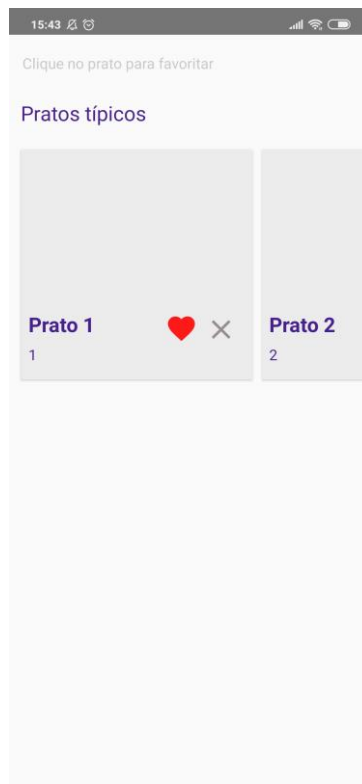 15:43
Clique no prato para favoritar
Pratos típicos
Prato 1
1
Prato 2
2